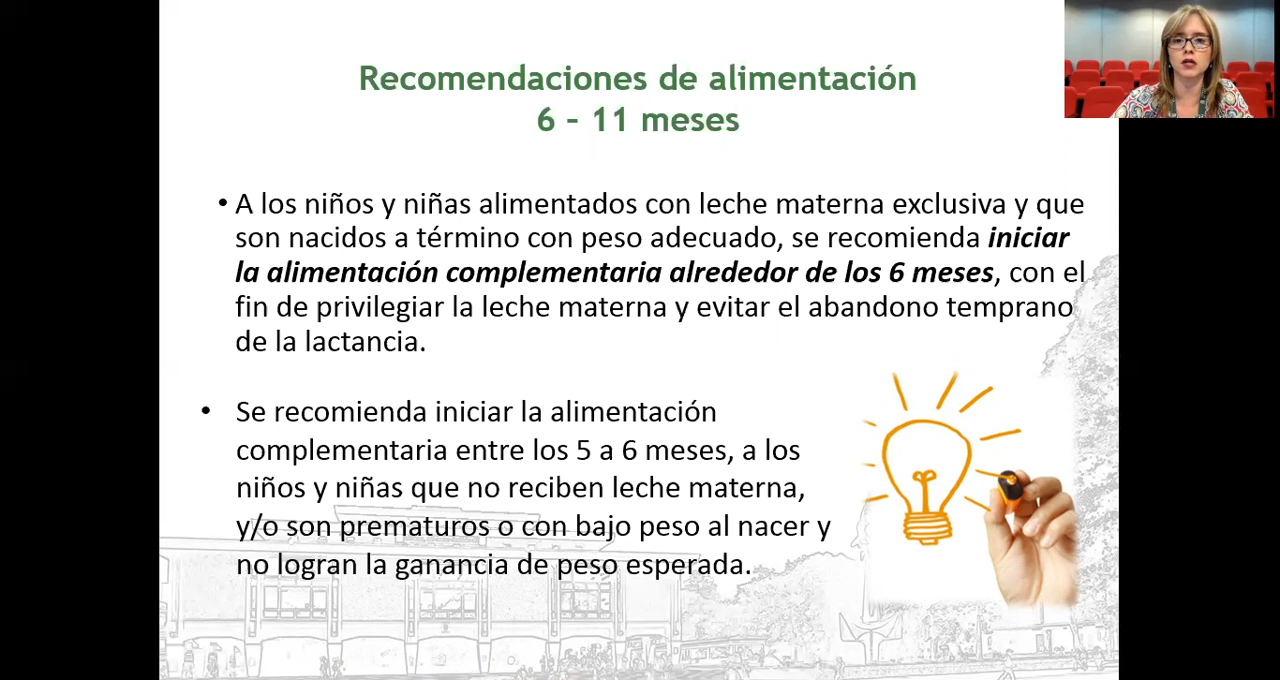 Recomendaciones de alimentación
6 – 11 meses
• A los niños y niñas alimentados con leche materna exclusiva y que
son nacidos a término con peso adecuado, se recomienda iniciar
la alimentación complementaria alrededor de los 6 meses, con el
fin de privilegiar la leche materna y evitar el abandono temprano
de la lactancia.
• Se recomienda iniciar la alimentación
complementaria entre los 5 a 6 meses, a los
niños y niñas que no reciben leche materna,
y/o son prematuros o con bajo peso al nacer y
no logran la ganancia de peso esperada.